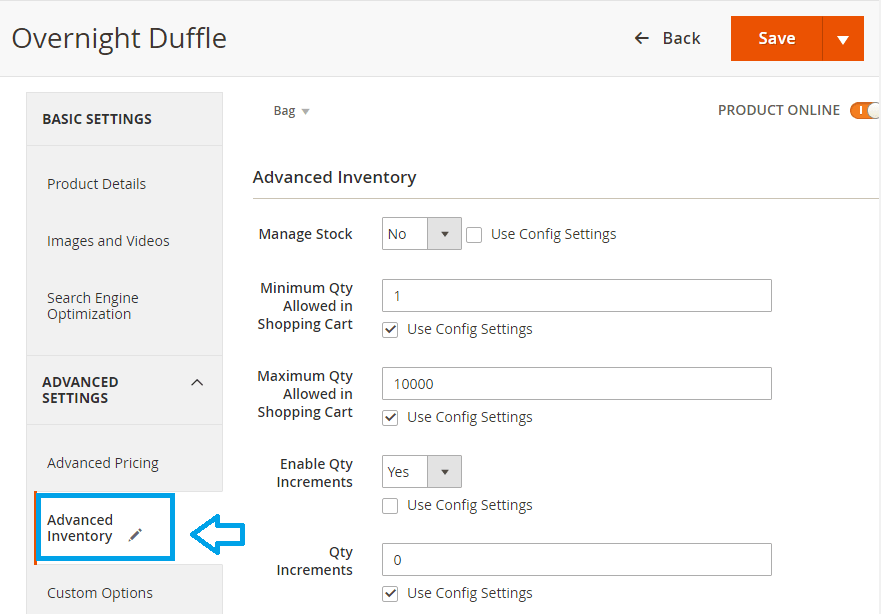 Overnight Duffle
Back
Save
BASIC SETTINGS
Product Details
Images and Videos
Search Engine
Optimization
ADVANCED
SETTINGS
Advanced Pricing
Advanced
Inventory
Custom Options
Bag
PRODUCT ONLINE
Advanced Inventory
Manage Stock
No
Use Config Settings
Minimum Qty
Allowed in
Shopping Cart
1
Use Config Settings
Maximum Qty
Allowed in
Shopping Cart
10000
Use Config Settings
Enable Qty
Increments
Yes
Use Config Settings
Qty
Increments
0
Use Config Settings